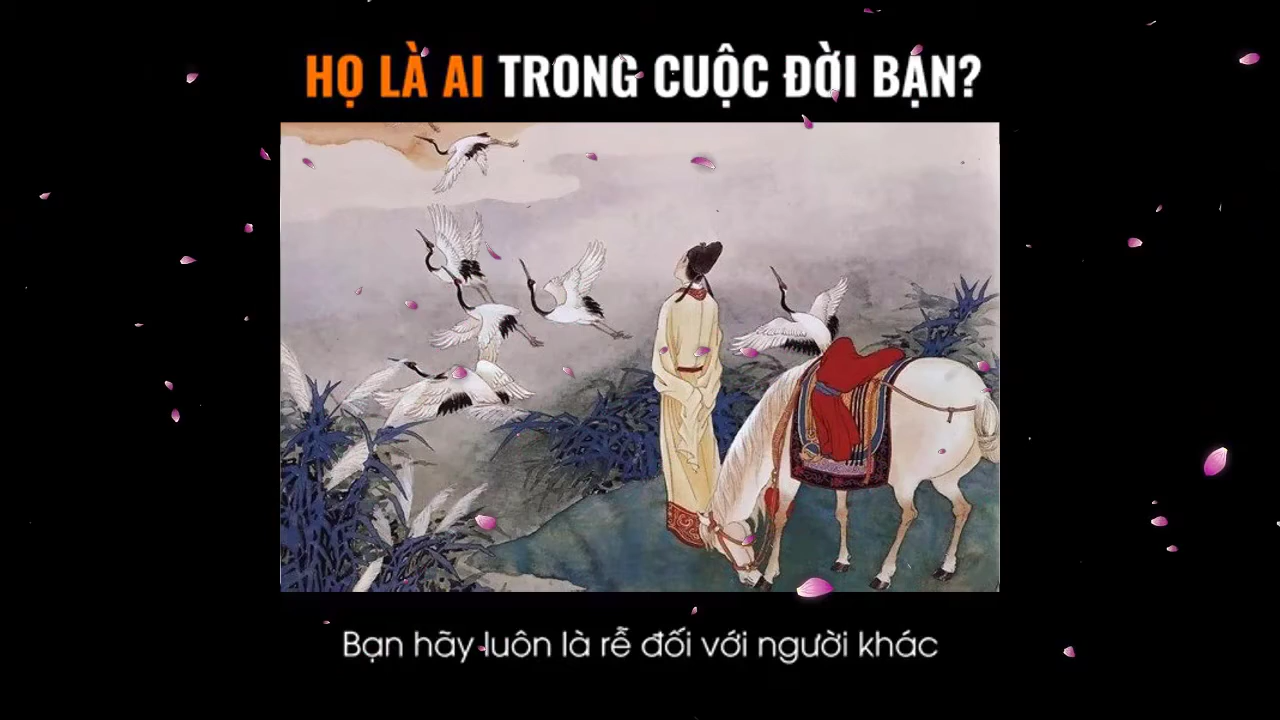 HỌ LÀ AI TRONG CUỘC ĐỜI BẠN?
Bạn hãy luôn là rễ đối với người khác